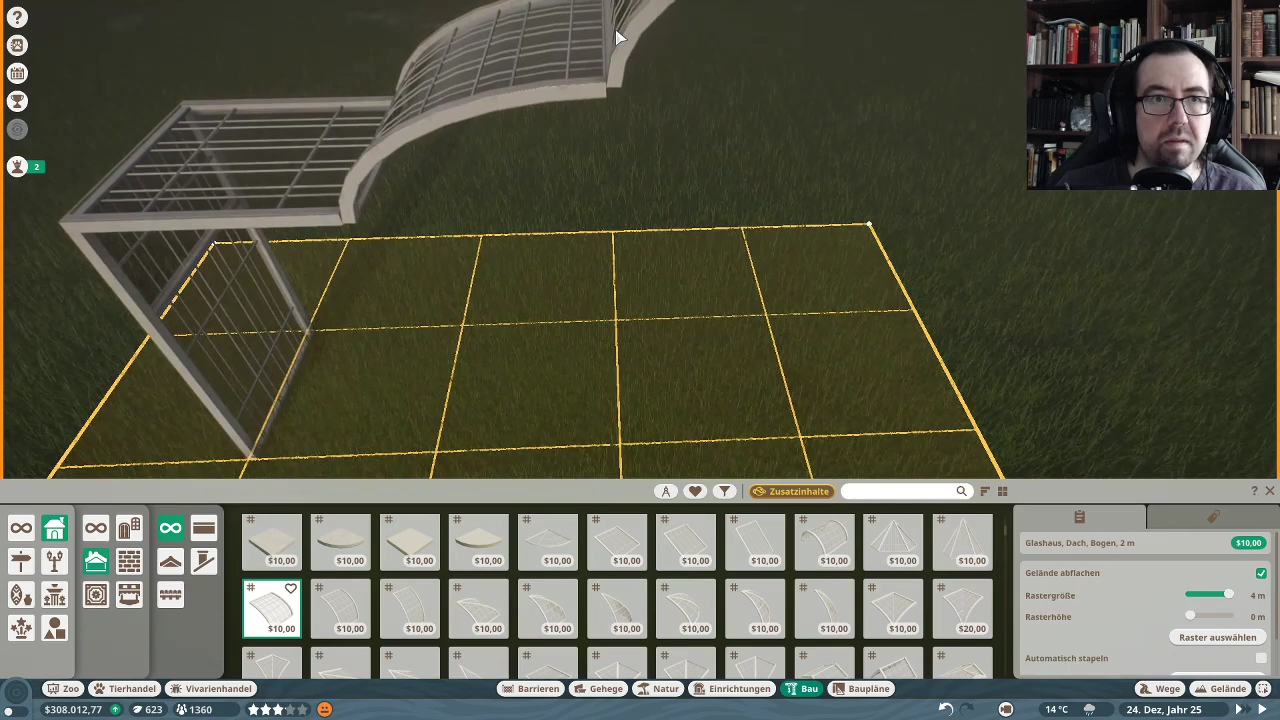 2
Zusatzinhalte
$10,00 $10,00 $10,00 $10,00 $10,00 $10,00 $10,00 $10,00 $10,00 $10,00 $10,00
$10,00 $10,00 $10,00 $10,00 $10,00 $10,00 $10,00 $10,00 $10,00 $10,00 $20,00
Glashaus, Dach, Bogen, 2 m $10,00
Gelände abflachen
Rastergröße 4 m
Rasterhöhe 0 m
Raster auswählen
Automatisch stapeln
Zoo Tierhandel Vivarienhandel Barrieren Gehege Natur Einrichtungen Bau Baupläne Wege Gelände
$308.012,77 623 1360 14 °C 24. Dez, Jahr 25